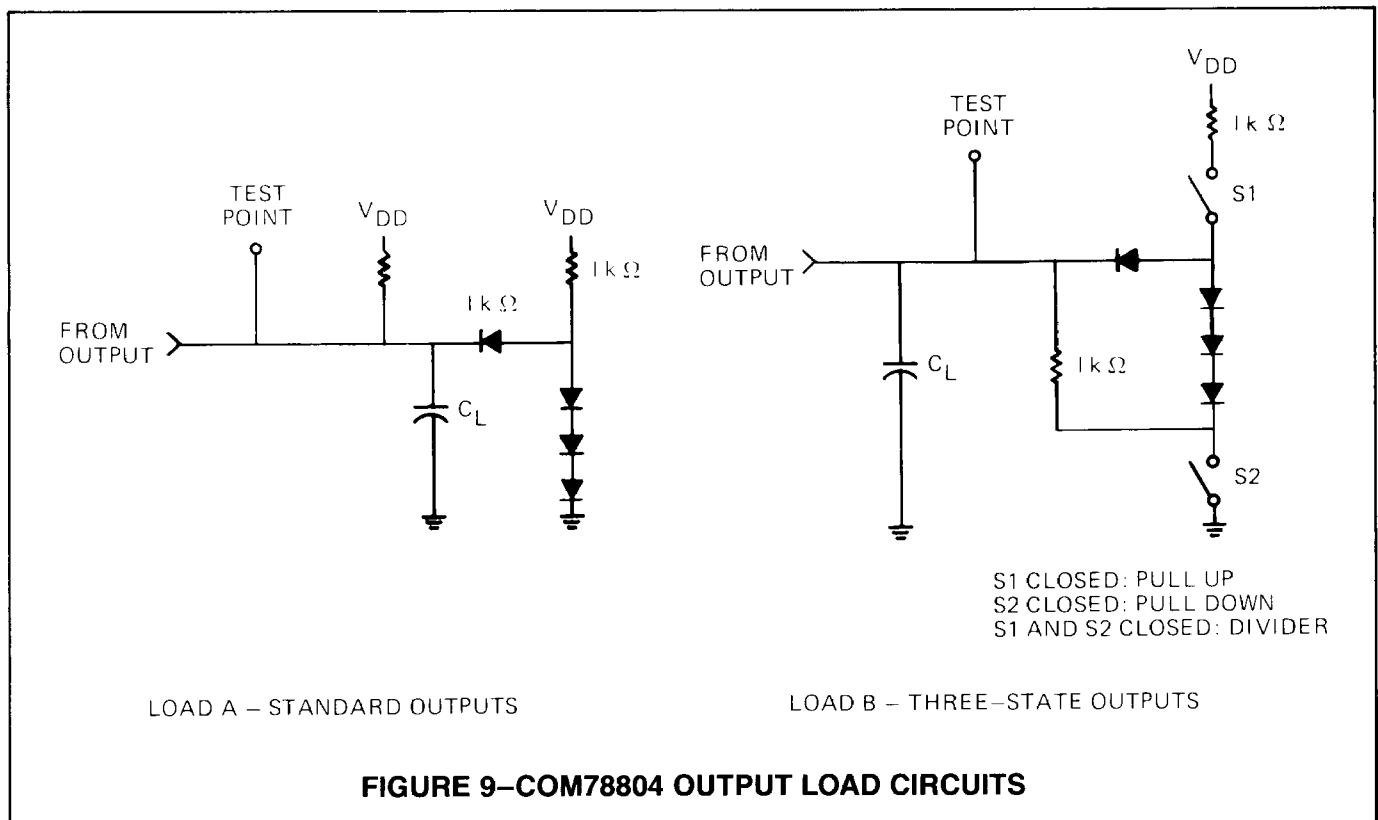 TEST
POINT
V_DD
V_DD
1kΩ
1kΩ
FROM
OUTPUT
C_L
LOAD A – STANDARD OUTPUTS
V_DD
1kΩ
TEST
POINT
S1
FROM
OUTPUT
C_L
1kΩ
S2
S1 CLOSED: PULL UP
S2 CLOSED: PULL DOWN
S1 AND S2 CLOSED: DIVIDER
LOAD B – THREE–STATE OUTPUTS
FIGURE 9–COM78804 OUTPUT LOAD CIRCUITS